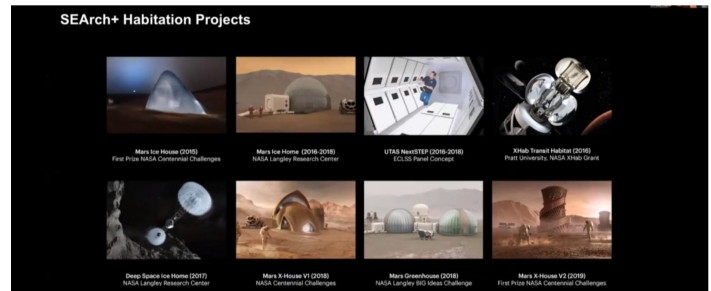 SEArch+ Habitation Projects
Mars Ice House (2015)
First Prize NASA Centennial Challenges
Mars Ice Home (2016-2018)
NASA Langley Research Center
UTAS NextSTEP (2016-2018)
ECLSS Panel Concept
XHab Transit Habitat (2016)
Pratt University, NASA XHab Grant
Deep Space Ice Home (2017)
NASA Langley Research Center
Mars X-House V1 (2018)
NASA Centennial Challenges
Mars Greenhouse (2018)
NASA Langley BIG Ideas Challenge
Mars X-House V2 (2019)
First Prize NASA Centennial Challenges